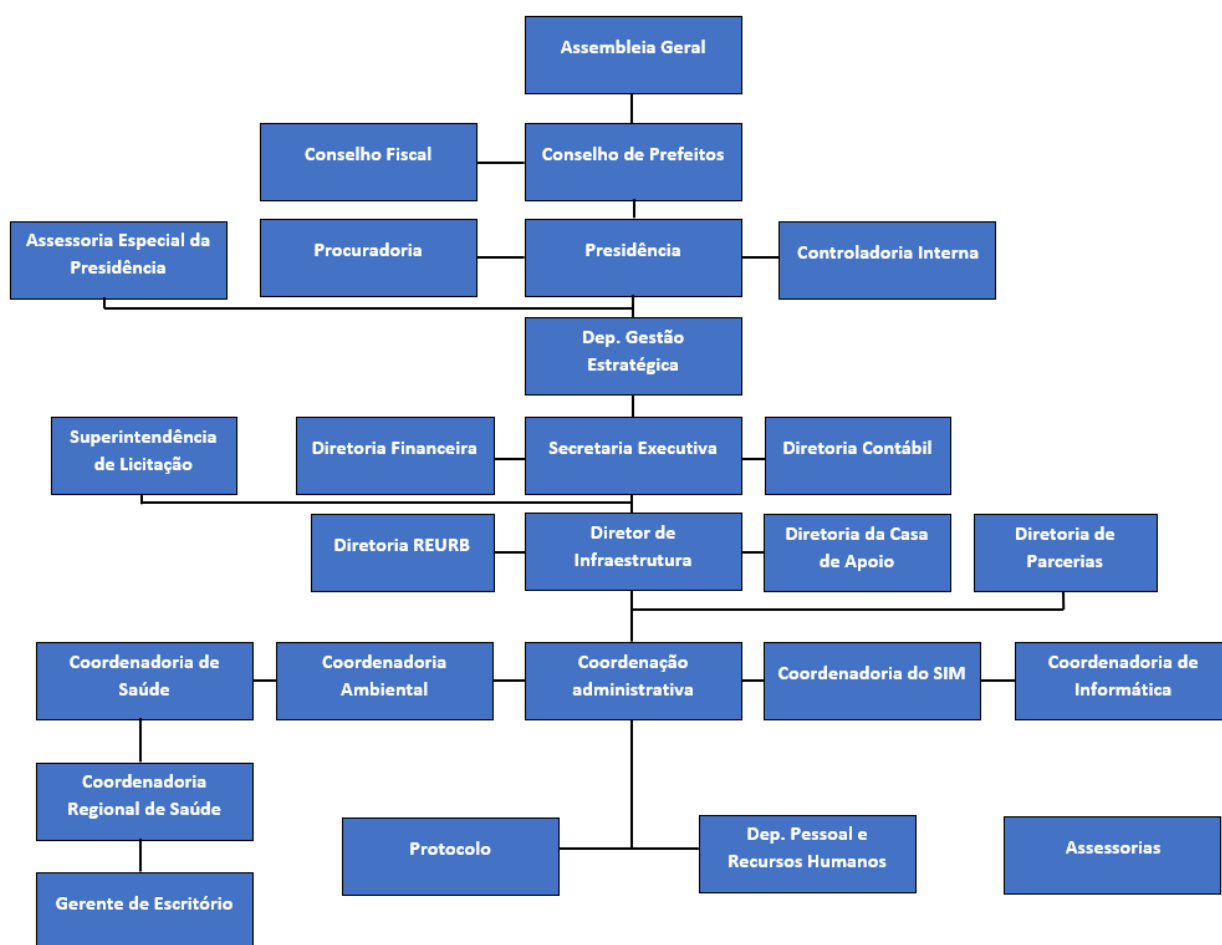 Assembleia Geral
Conselho Fiscal
Conselho de Prefeitos
Assessoria Especial da
Presidência
Procuradoria
Presidência
Controladoria Interna
Dep. Gestão
Estratégica
Superintendência
de Licitação
Diretoria Financeira
Secretaria Executiva
Diretoria Contábil
Diretoria REURB
Diretor de
Infraestrutura
Diretoria da Casa
de Apoio
Diretoria de
Parcerias
Coordenadoria de
Saúde
Coordenadoria
Ambiental
Coordenação
administrativa
Coordenadoria do SIM
Coordenadoria de
Informática
Coordenadoria
Regional de Saúde
Protocolo
Dep. Pessoal e
Recursos Humanos
Assessorias
Gerente de Escritório